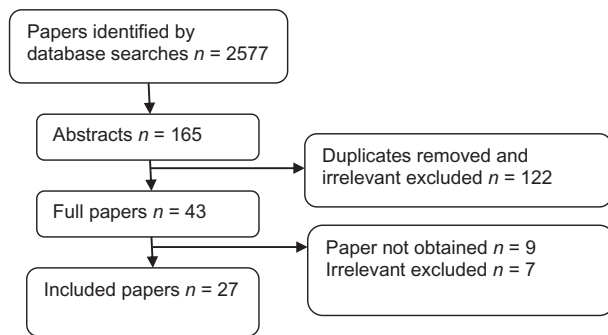 Papers identified by
database searches n = 2577
Abstracts n = 165
Duplicates removed and
irrelevant excluded n = 122
Full papers n = 43
Paper not obtained n = 9
Irrelevant excluded n = 7
Included papers n = 27